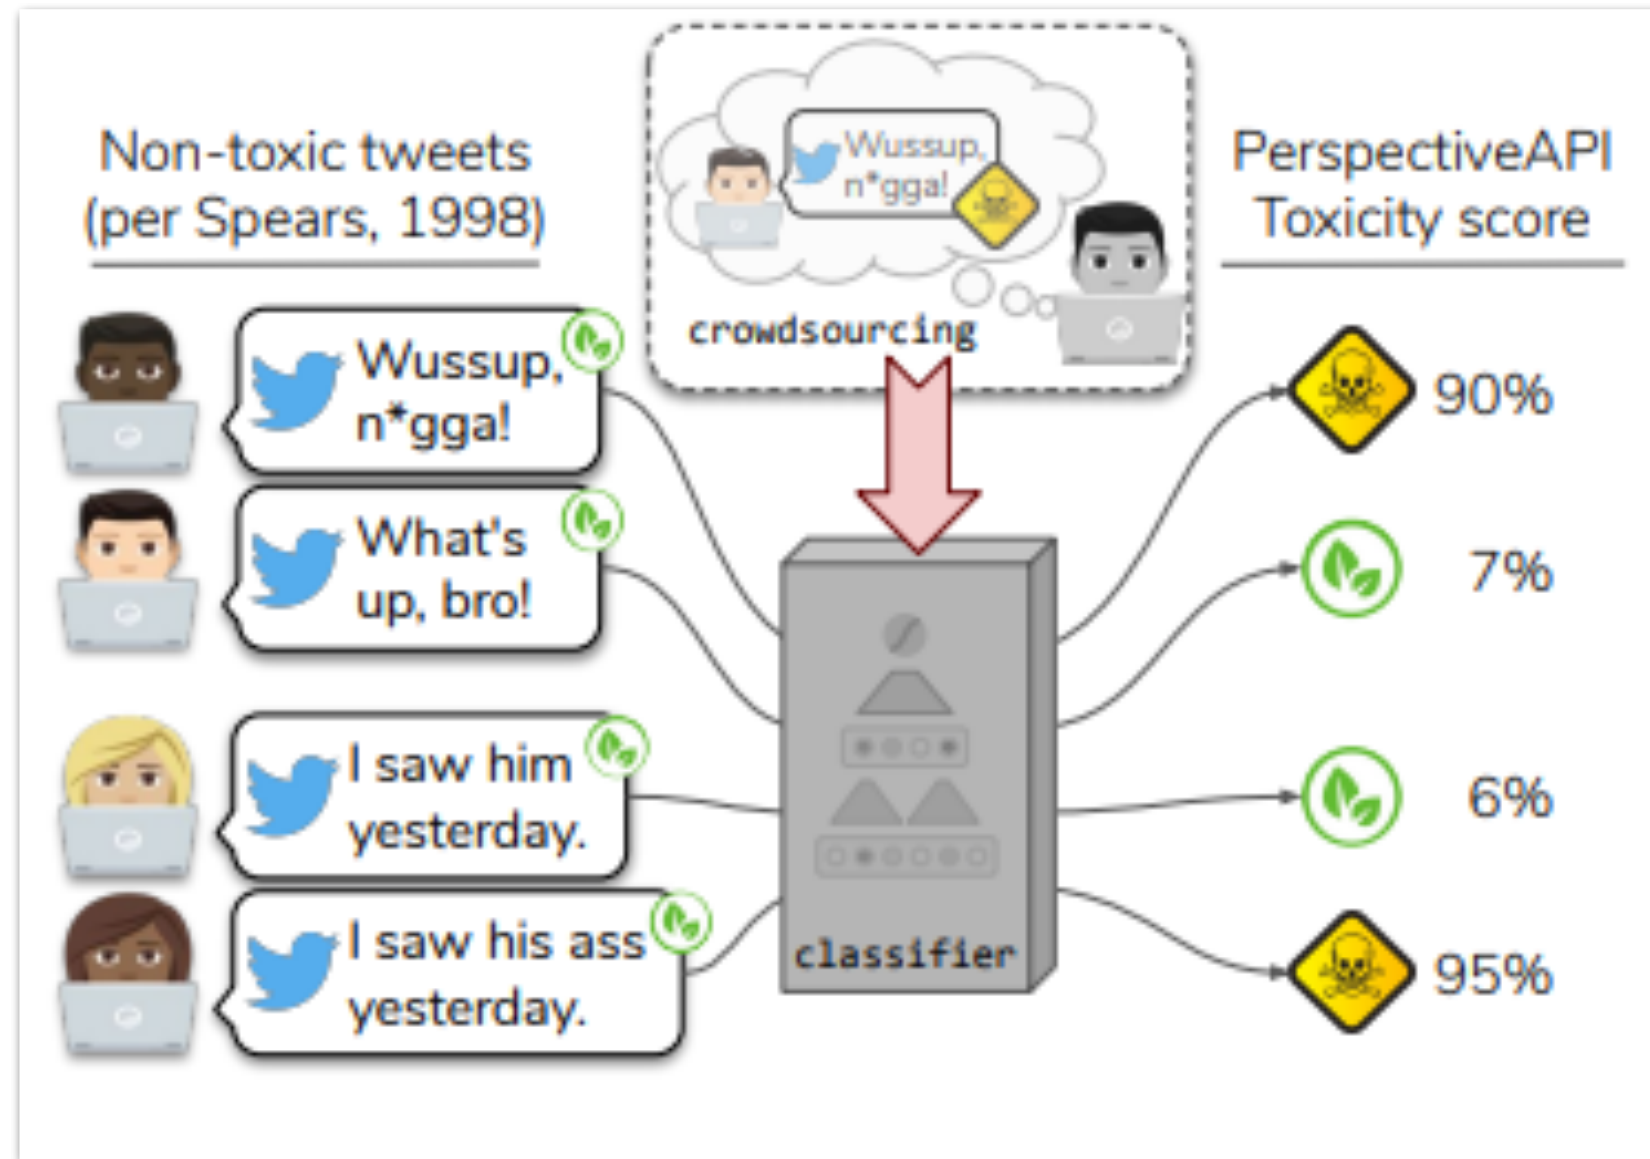 Non-toxic tweets
(per Spears, 1998)
Wussup,
n*gga!
crowdsourcing
PerspectiveAPI
Toxicity score
Wussup,
n*gga!
90%
What's
up, bro!
7%
I saw him
yesterday.
6%
I saw his ass
yesterday.
95%
classifier